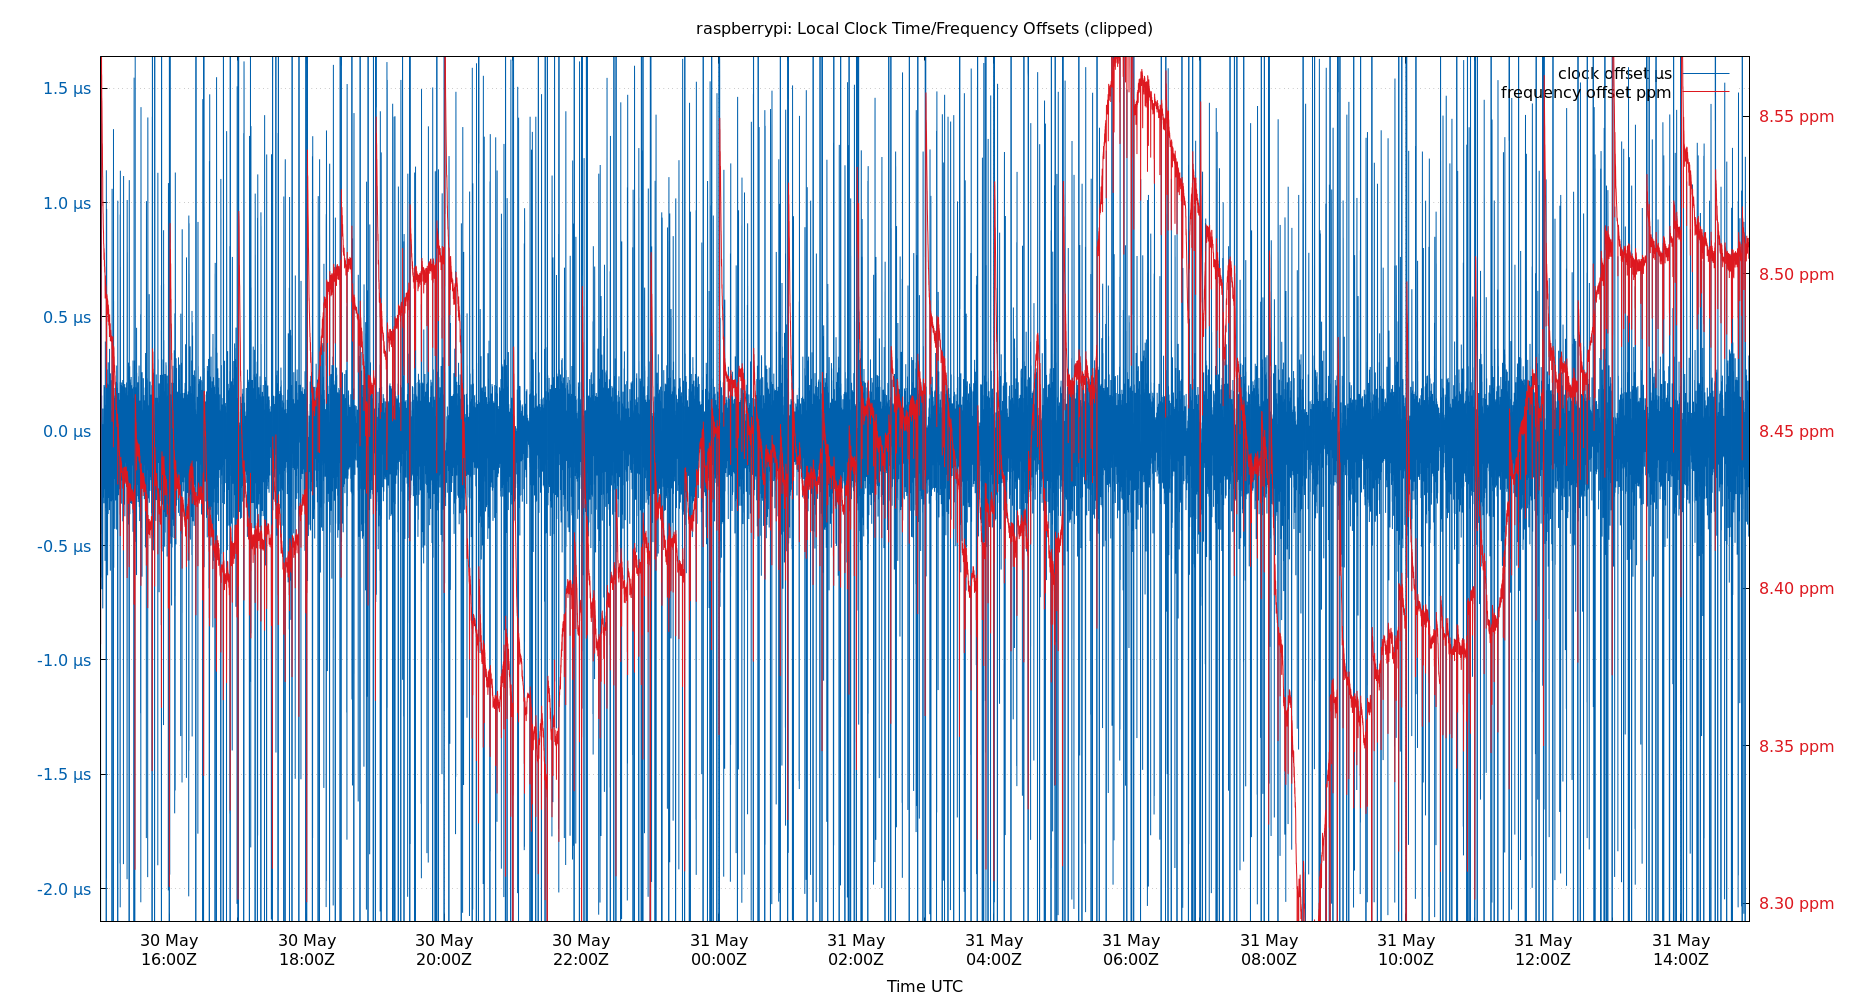 raspberrypi: Local Clock Time/Frequency Offsets (clipped)
clock offset µs
frequency offset ppm
1.5 µs
1.0 µs
0.5 µs
0.0 µs
-0.5 µs
-1.0 µs
-1.5 µs
-2.0 µs
8.55 ppm
8.50 ppm
8.45 ppm
8.40 ppm
8.35 ppm
8.30 ppm
30 May 30 May 30 May 30 May 31 May 31 May 31 May 31 May 31 May 31 May 31 May 31 May
16:00Z 18:00Z 20:00Z 22:00Z 00:00Z 02:00Z 04:00Z 06:00Z 08:00Z 10:00Z 12:00Z 14:00Z
Time UTC